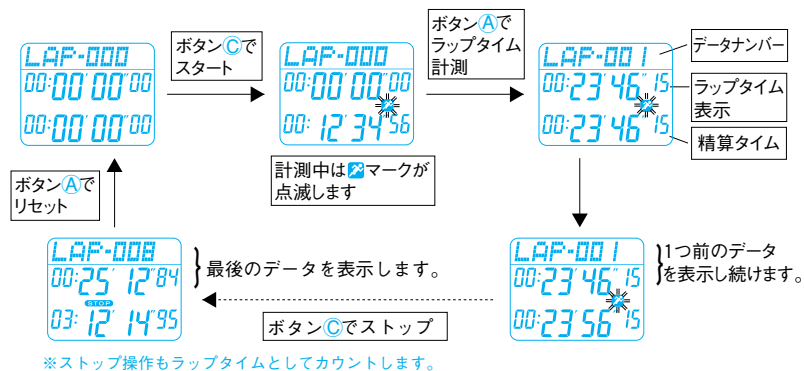 LAP-000
00:00'00"00
00:00'00"00
ボタンⒸで
スタート
LAP-000
00:00'00"00
00:12'34"56
計測中はマークが
点滅します
ボタンⒶで
ラップタイム
計測
LAP-001
00:23'46"15
00:23'46"15
データナンバー
ラップタイム
表示
精算タイム
LAP-001
00:23'46"15
00:23'56"15
1つ前のデータ
を表示し続けます。
ボタンⒸでストップ
LAP-008
00:25'12"84
STOP
03:12'14"95
最後のデータを表示します。
ボタンⒶで
リセット
※ストップ操作もラップタイムとしてカウントします。